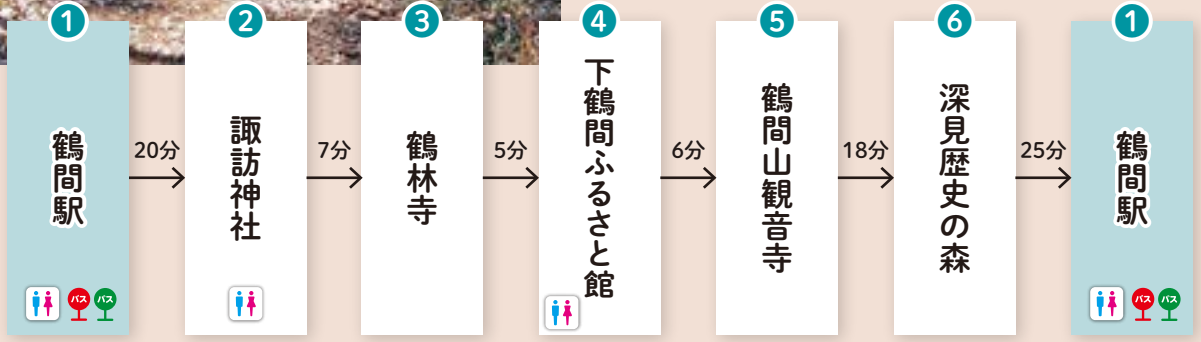 1
鶴間駅
バス
バス
20分
2
諏訪神社
7分
3
鶴林寺
5分
4
下鶴間ふるさと館
6分
5
鶴間山観音寺
18分
6
深見歴史の森
25分
1
鶴間駅
バス
バス